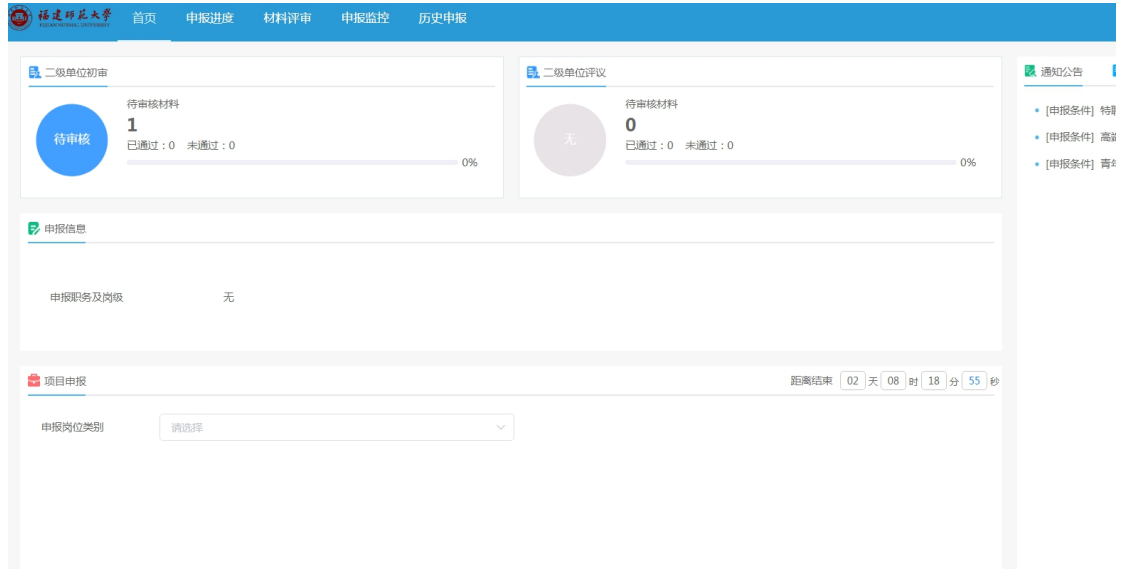 福建师范大学 首页 申报进度 材料评审 申报监控 历史申报
二级单位初审
待审核
待审核材料
1
已通过：0 未通过：0
0%
二级单位评议
无
待审核材料
0
已通过：0 未通过：0
0%
通知公告
[申报条件] 特聘
[申报条件] 高端
[申报条件] 青年
申报信息
申报职务及岗级 无
项目申报
距离结束 02 天 08 时 18 分 55 秒
申报岗位类别 请选择